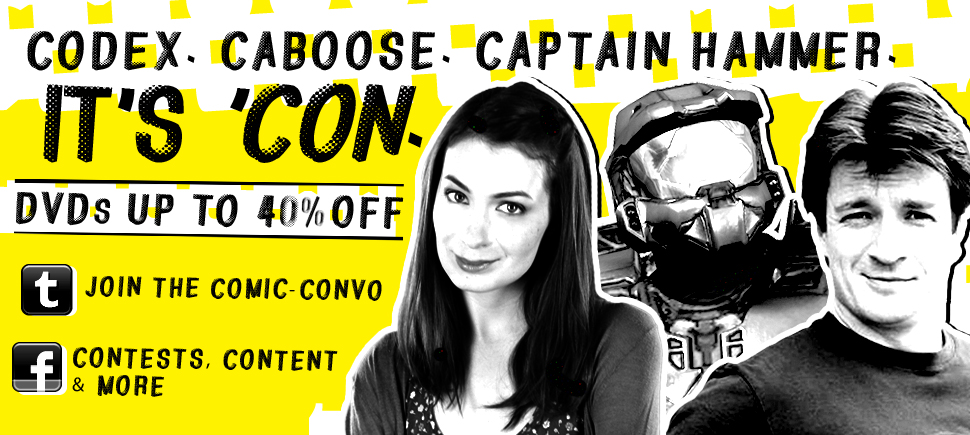 CODEX. CABOOSE. CAPTAIN HAMMER.
IT'S 'CON.
DVDs UP TO 40% OFF
t JOIN THE COMIC-CONVO
f CONTESTS, CONTENT
& MORE